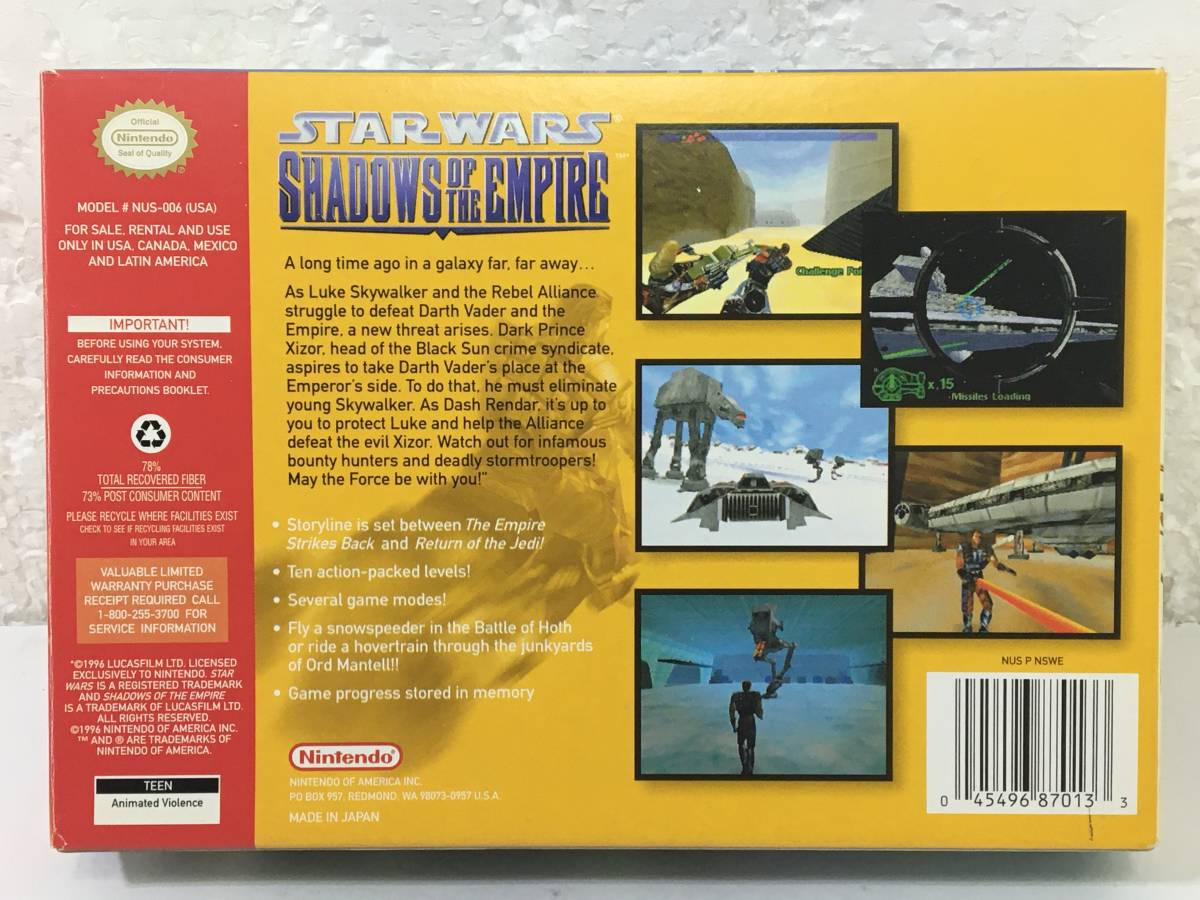 Official
Nintendo
Seal of Quality
MODEL # NUS-006 (USA)
FOR SALE, RENTAL AND USE
ONLY IN USA, CANADA, MEXICO
AND LATIN AMERICA
IMPORTANT!
BEFORE USING YOUR SYSTEM,
CAREFULLY READ THE CONSUMER
INFORMATION AND
PRECAUTIONS BOOKLET.
78%
TOTAL RECOVERED FIBER
73% POST CONSUMER CONTENT
PLEASE RECYCLE WHERE FACILITIES EXIST
CHECK TO SEE IF RECYCLING FACILITIES EXIST
IN YOUR AREA
VALUABLE LIMITED
WARRANTY PURCHASE
RECEIPT REQUIRED CALL
1-800-255-3700 FOR
SERVICE INFORMATION
"©1996 LUCASFILM LTD. LICENSED
EXCLUSIVELY TO NINTENDO. STAR
WARS IS A REGISTERED TRADEMARK
AND SHADOWS OF THE EMPIRE
IS A TRADEMARK OF LUCASFILM LTD.
ALL RIGHTS RESERVED.
©1996 NINTENDO OF AMERICA INC.
™ AND ® ARE TRADEMARKS OF
NINTENDO OF AMERICA.
TEEN
Animated Violence
STAR WARS
SHADOWS OF THE EMPIRE
A long time ago in a galaxy far, far away...
As Luke Skywalker and the Rebel Alliance
struggle to defeat Darth Vader and the
Empire, a new threat arises. Dark Prince
Xizor, head of the Black Sun crime syndicate,
aspires to take Darth Vader's place at the
Emperor's side. To do that, he must eliminate
young Skywalker. As Dash Rendar, it's up to
you to protect Luke and help the Alliance
defeat the evil Xizor. Watch out for infamous
bounty hunters and deadly stormtroopers!
May the Force be with you!"
• Storyline is set between The Empire
Strikes Back and Return of the Jedi!
• Ten action-packed levels!
• Several game modes!
• Fly a snowspeeder in the Battle of Hoth
or ride a hovertrain through the junkyards
of Ord Mantell!!
• Game progress stored in memory
Nintendo®
NINTENDO OF AMERICA INC.
PO BOX 957, REDMOND, WA 98073-0957 U.S.A.
MADE IN JAPAN
Challenge Poi
x.15
·Missiles Loading
NUS P NSWE
0 45496 87013 3